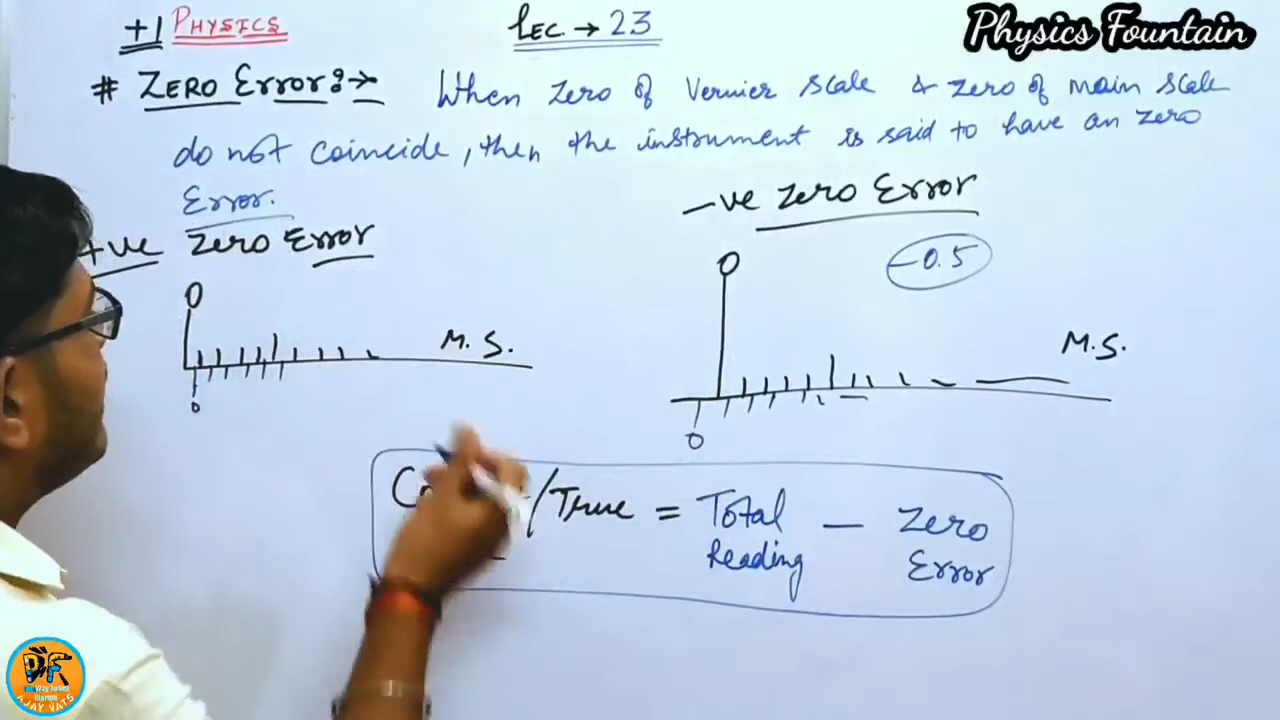 +1 PHYSICS
LEC → 23
Physics Fountain
# ZERO Error:→ When Zero of Vernier Scale & zero of main scale
do not coincide, then the instrument is said to have an zero
Error.
+ve Zero Error
-ve Zero Error
0
-0.5
0
M.S.
M.S.
0
0
/True = Total Reading - Zero Error
AJAY VATS